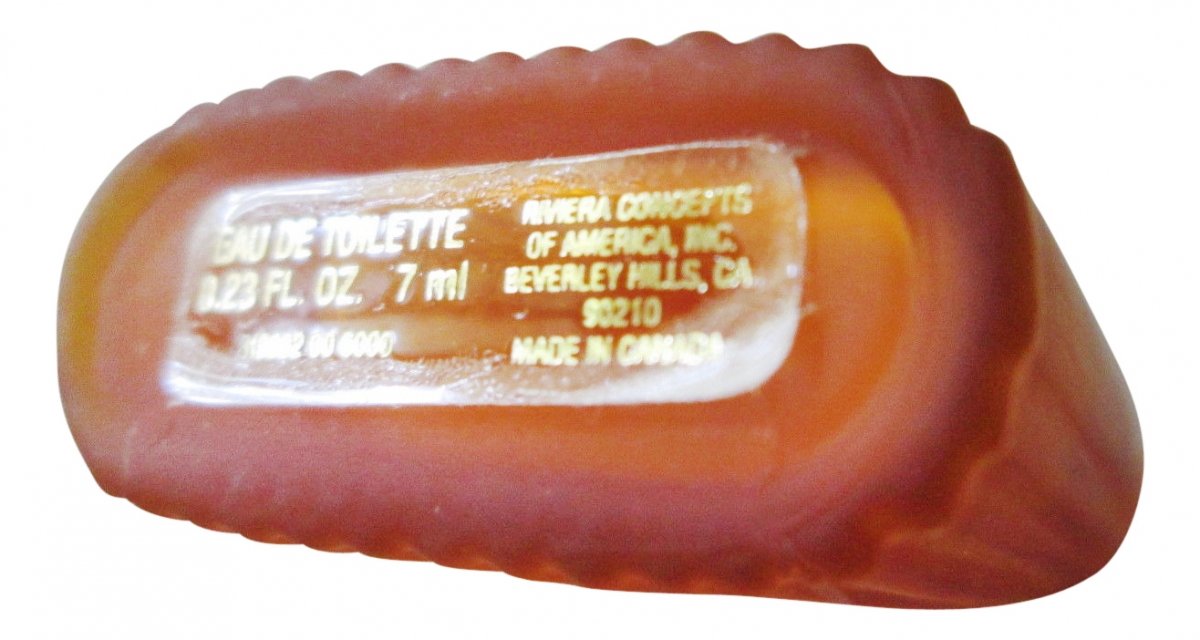 EAU DE TOILETTE
0.23 FL. OZ. 7 ml
RIVIERA CONCEPTS
OF AMERICA, INC.
BEVERLEY HILLS, CA
90210
MADE IN CANADA